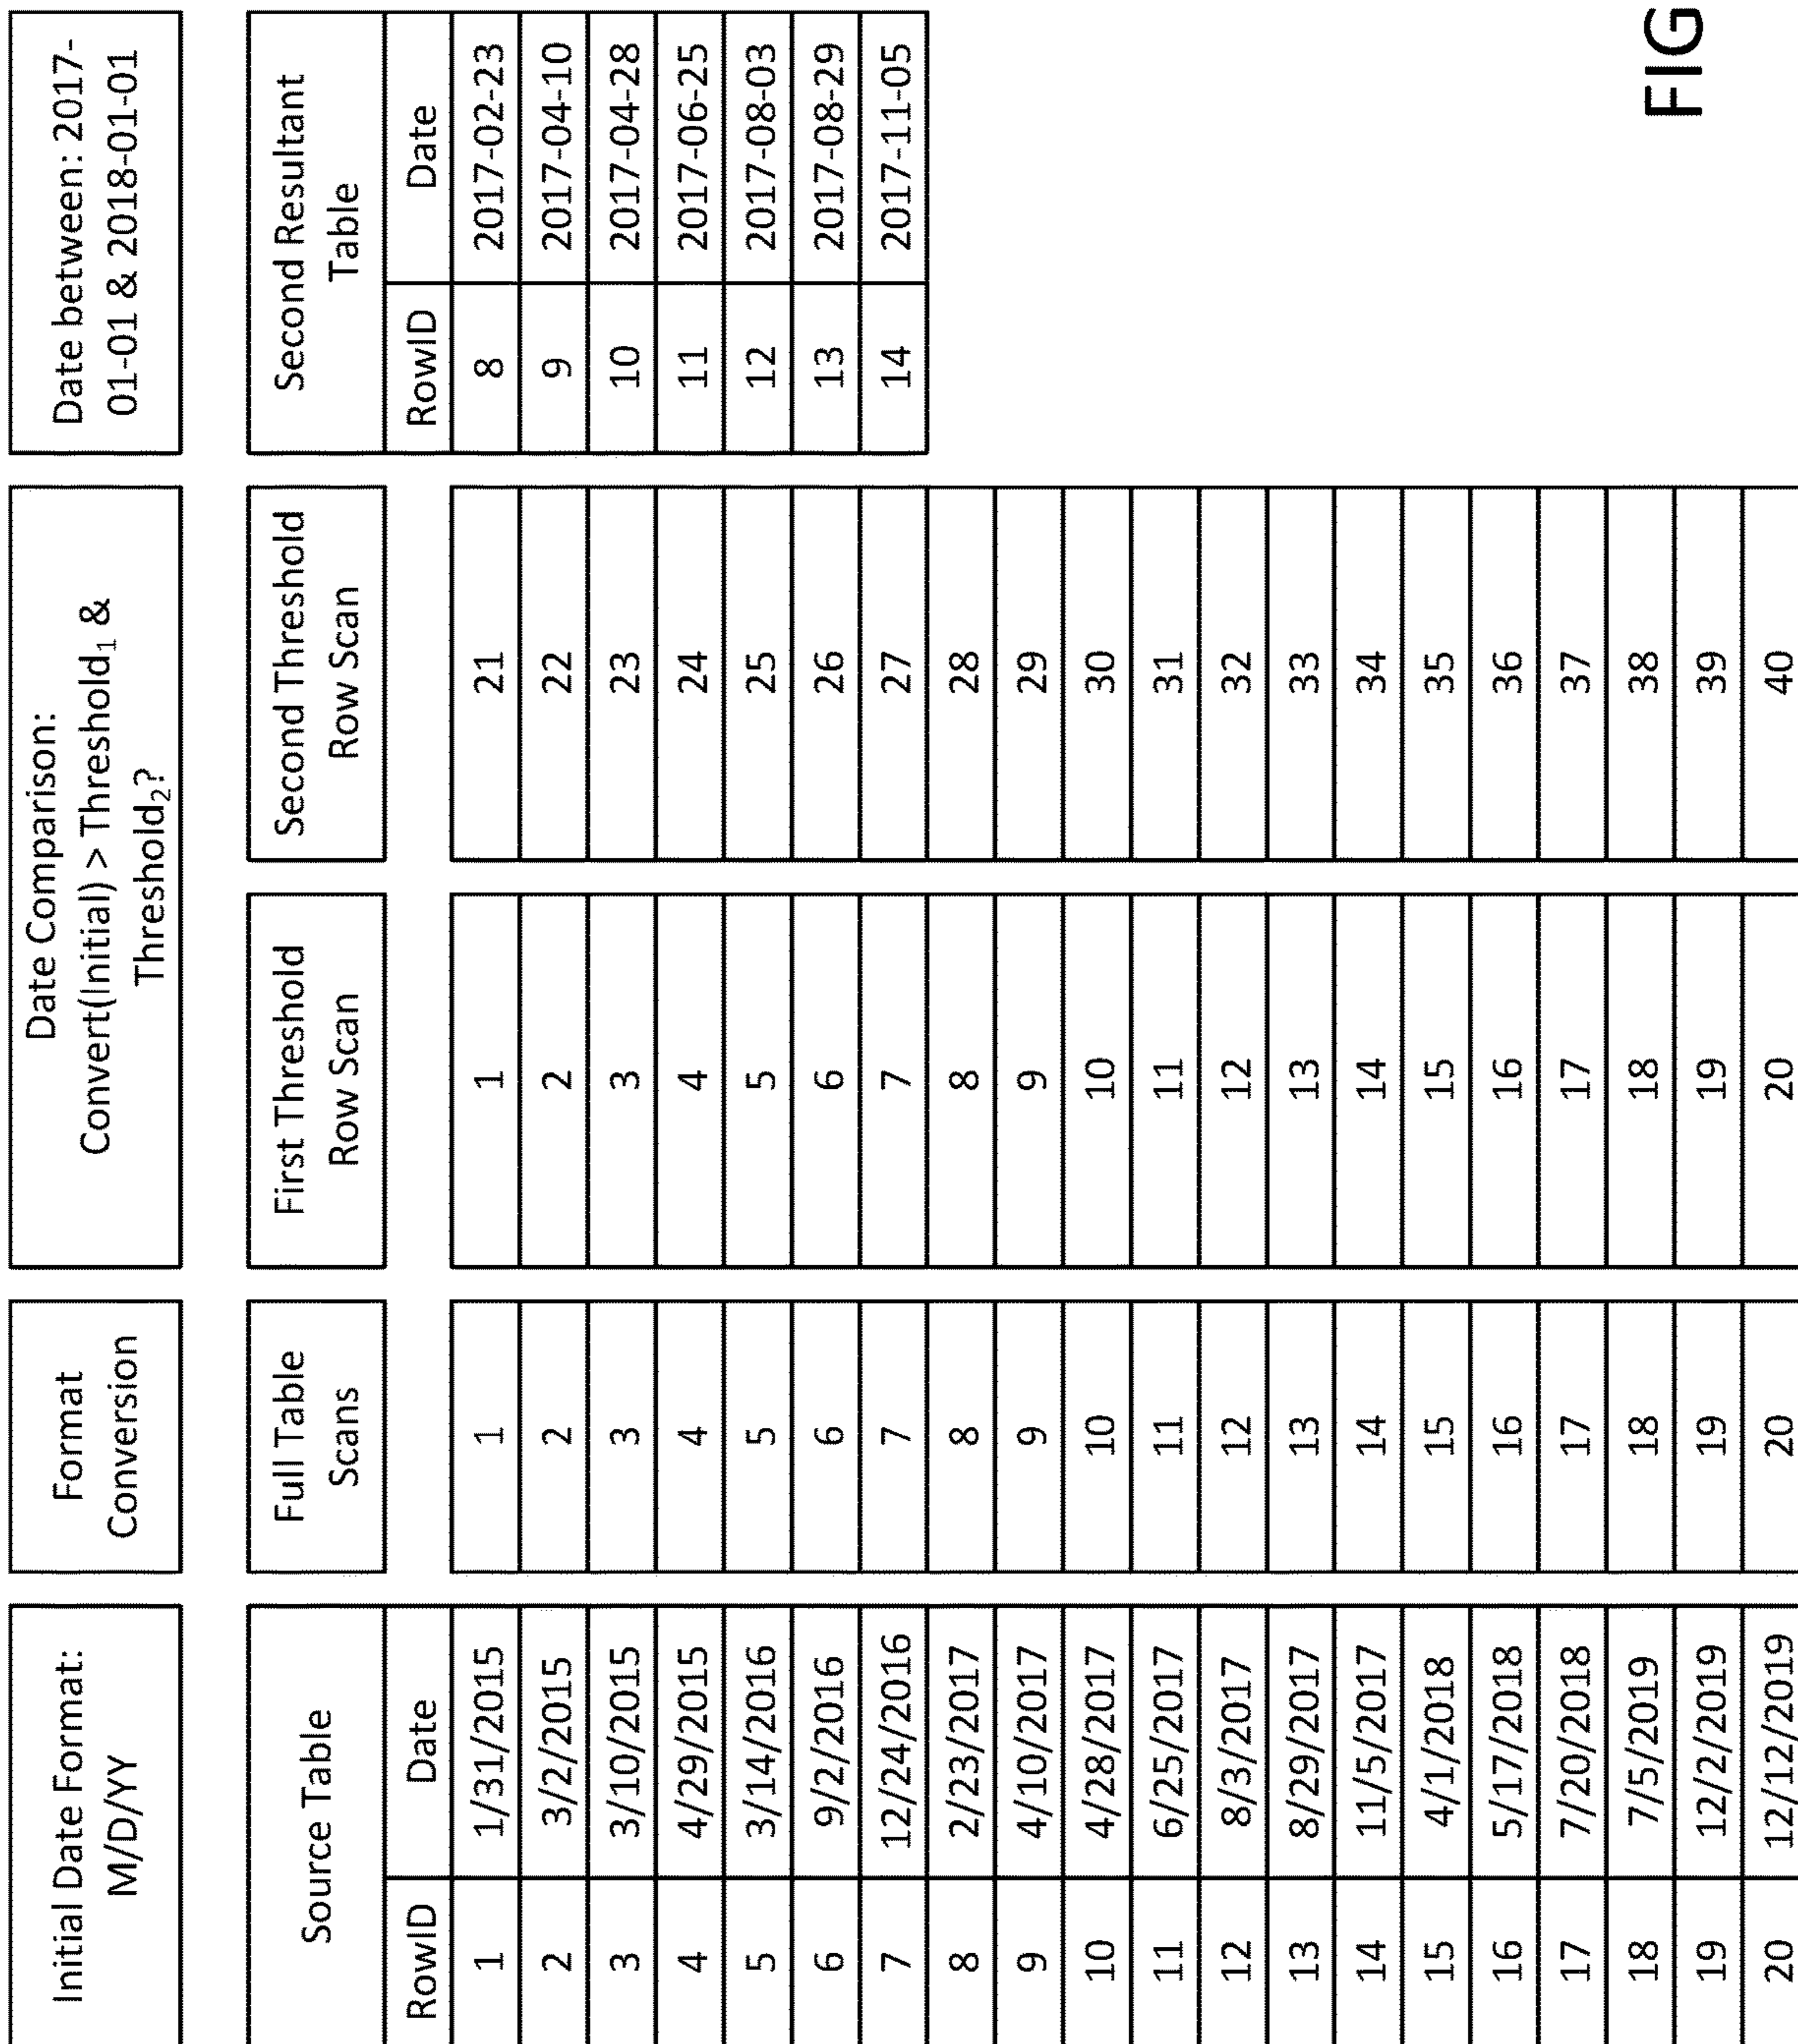 Initial Date Format:
M/D/YY
Format
Conversion
Date Comparison:
Convert(Initial) > Threshold₁ &
Threshold₂?
Date between: 2017-
01-01 & 2018-01-01
Source Table
Full Table
Scans
First Threshold
Row Scan
Second Threshold
Row Scan
Second Resultant
Table
RowID Date RowID Date
1 1/31/2015 1 1 21 8 2017-02-23
2 3/2/2015 2 2 22 9 2017-04-10
3 3/10/2015 3 3 23 10 2017-04-28
4 4/29/2015 4 4 24 11 2017-06-25
5 3/14/2016 5 5 25 12 2017-08-03
6 9/2/2016 6 6 26 13 2017-08-29
7 12/24/2016 7 7 27 14 2017-11-05
8 2/23/2017 8 8 28
9 4/10/2017 9 9 29
10 4/28/2017 10 10 30
11 6/25/2017 11 11 31
12 8/3/2017 12 12 32
13 8/29/2017 13 13 33
14 11/5/2017 14 14 34
15 4/1/2018 15 15 35
16 5/17/2018 16 16 36
17 7/20/2018 17 17 37
18 7/5/2019 18 18 38
19 12/2/2019 19 19 39
20 12/12/2019 20 20 40
FIG